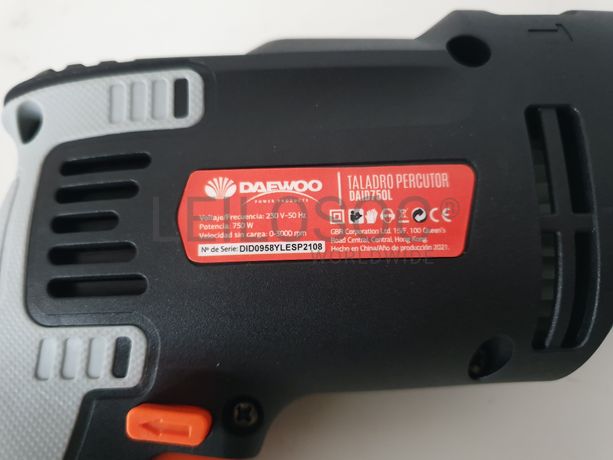 DAEWOO
POWER PRODUCTS
Voltaje/Frecuencia: 230 V~50 Hz
Potencia: 750 W
Velocidad sin carga: 0-3000 mm
Nº de Serie: DID0958YLESP2108
TALADRO PERCUTOR
DAID750L
GBR Corporation Ltd. 16/F, 100 Queen's
Road Central, Central, Hong Kong.
Hecho en China/Año de producción 2021.
WORLDWIDE